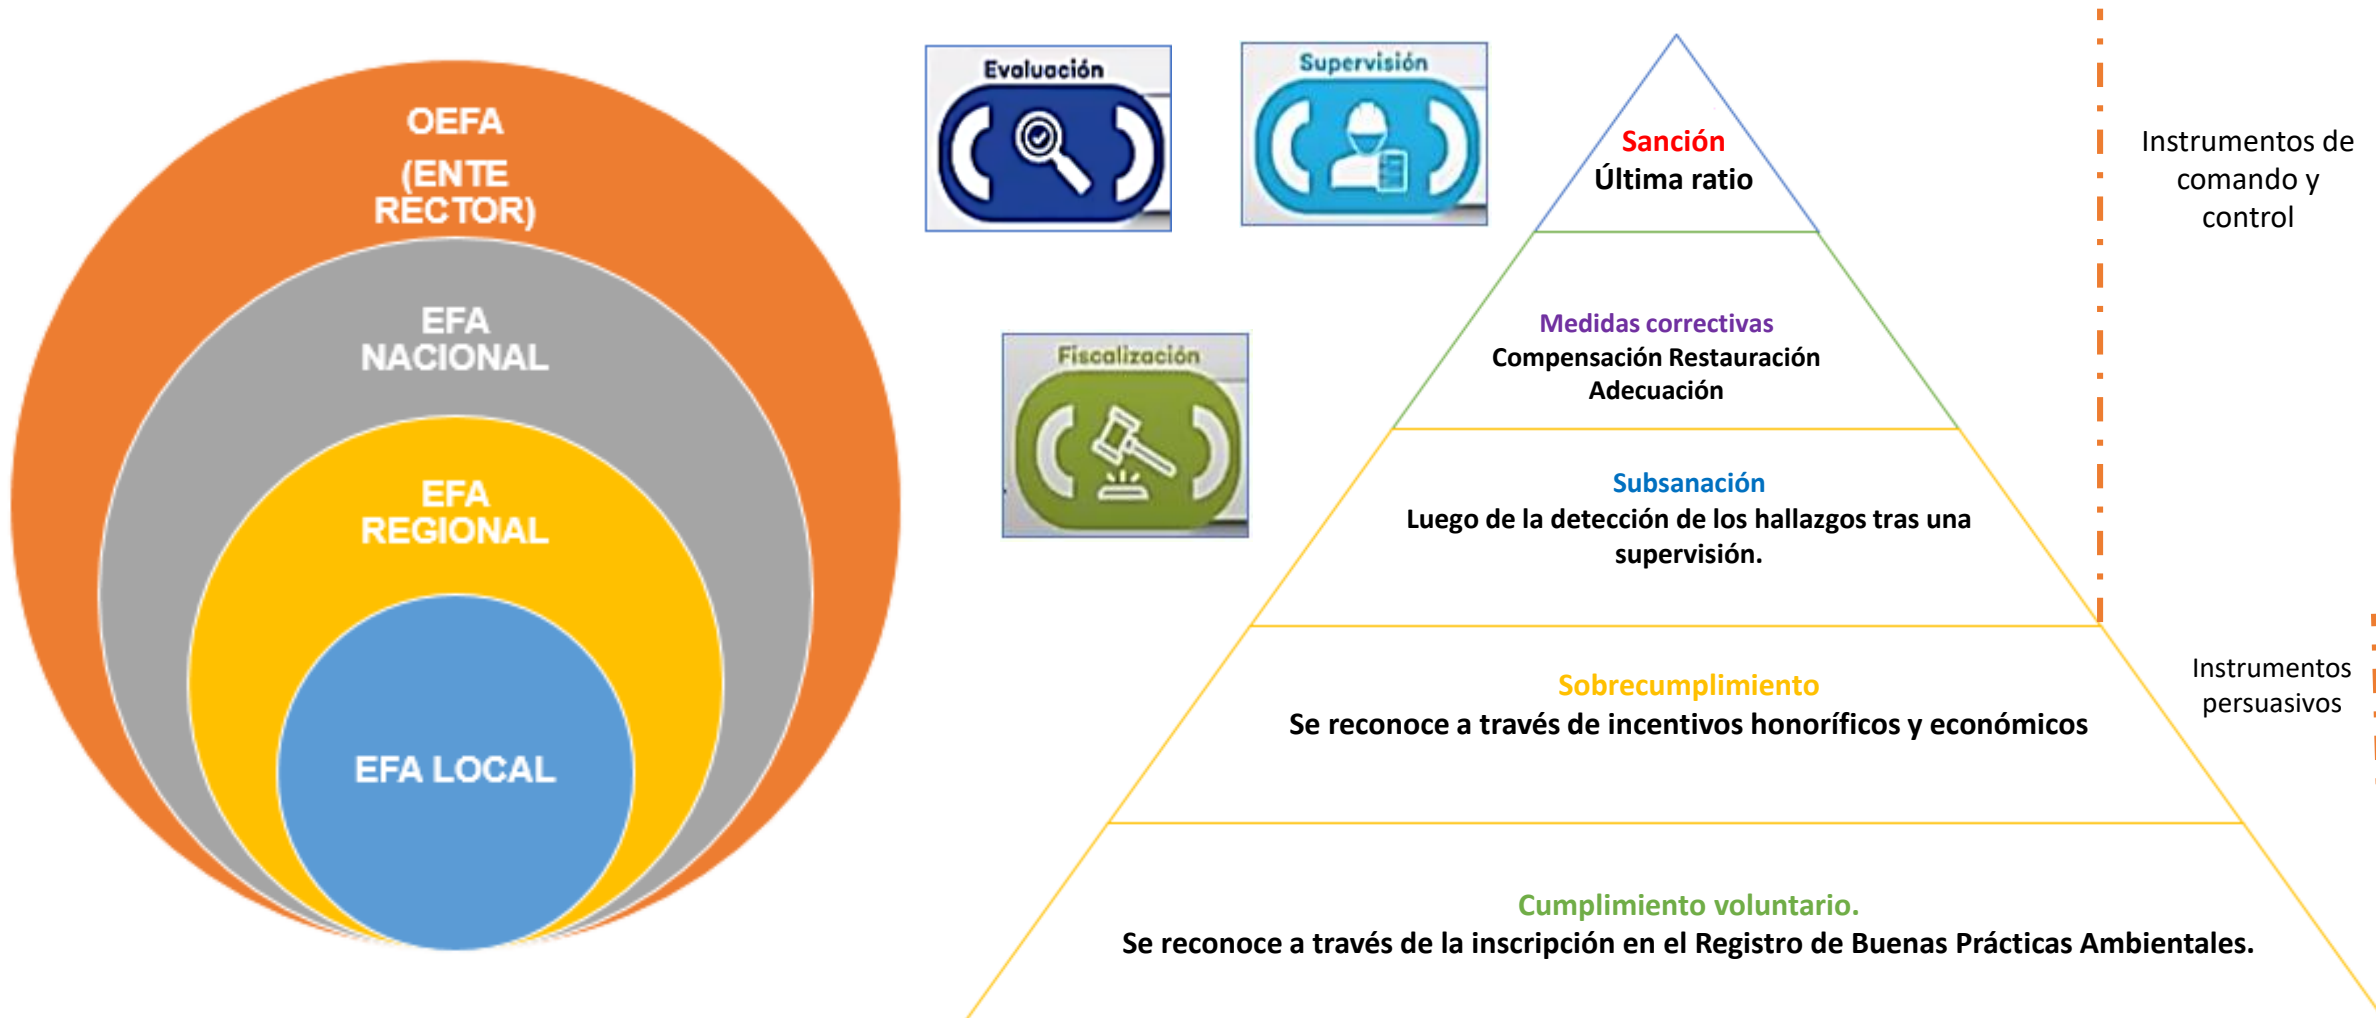 OEFA
(ENTE
RECTOR)
EFA
NACIONAL
EFA
REGIONAL
EFA LOCAL
Evaluación
Supervisión
Fiscalización
Sanción
Última ratio
Medidas correctivas
Compensación Restauración
Adecuación
Subsanación
Luego de la detección de los hallazgos tras una
supervisión.
Sobrecumplimiento
Se reconoce a través de incentivos honoríficos y económicos
Cumplimiento voluntario.
Se reconoce a través de la inscripción en el Registro de Buenas Prácticas Ambientales.
Instrumentos de
comando y
control
Instrumentos
persuasivos